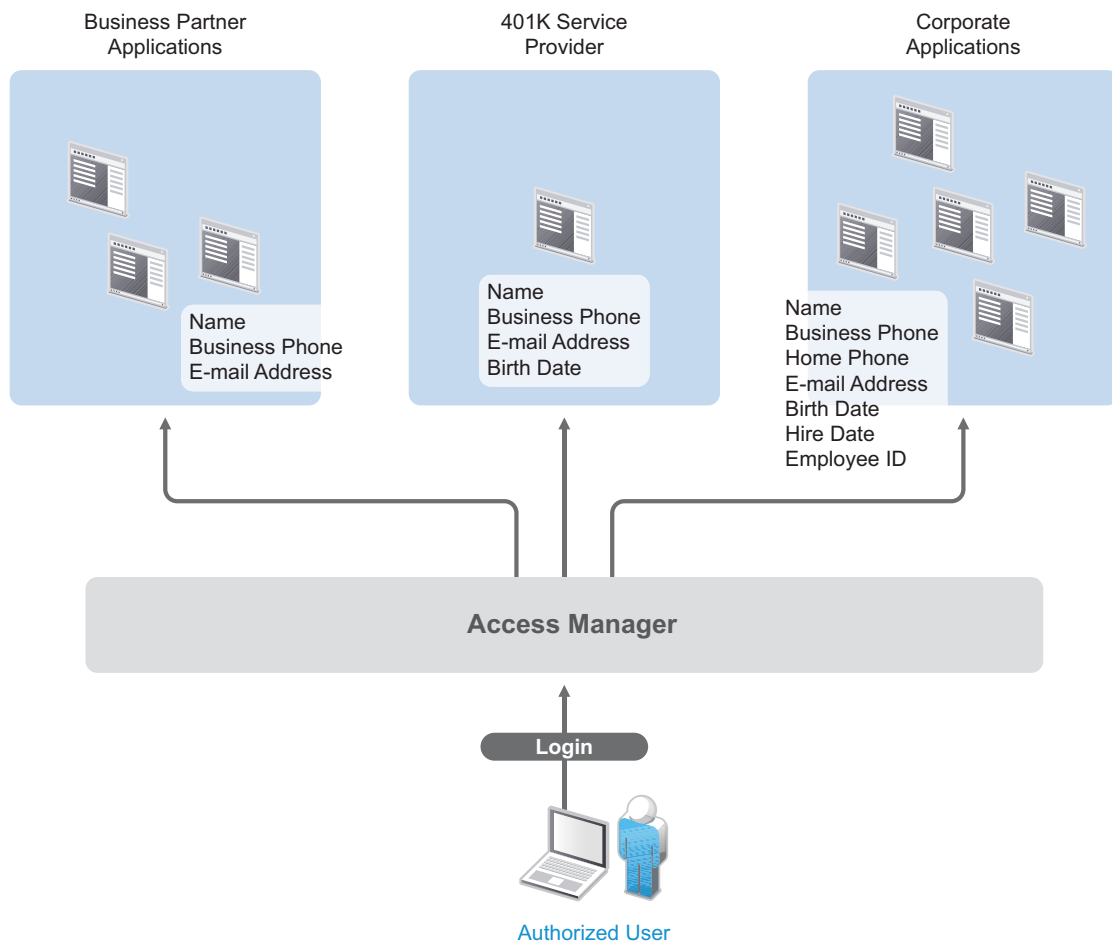 Business Partner
Applications
401K Service
Provider
Corporate
Applications
Name
Business Phone
E-mail Address
Name
Business Phone
E-mail Address
Birth Date
Name
Business Phone
Home Phone
E-mail Address
Birth Date
Hire Date
Employee ID
Access Manager
Login
Authorized User